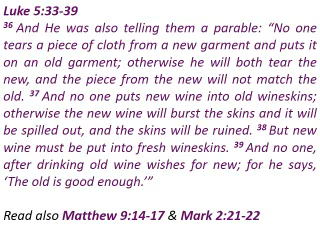 Luke 5:33-39
36 And He was also telling them a parable: “No one
tears a piece of cloth from a new garment and puts it
on an old garment; otherwise he will both tear the
new, and the piece from the new will not match the
old. 37 And no one puts new wine into old wineskins;
otherwise the new wine will burst the skins and it will
be spilled out, and the skins will be ruined. 38 But new
wine must be put into fresh wineskins. 39 And no one,
after drinking old wine wishes for new; for he says,
‘The old is good enough.’”
Read also Matthew 9:14-17 & Mark 2:21-22